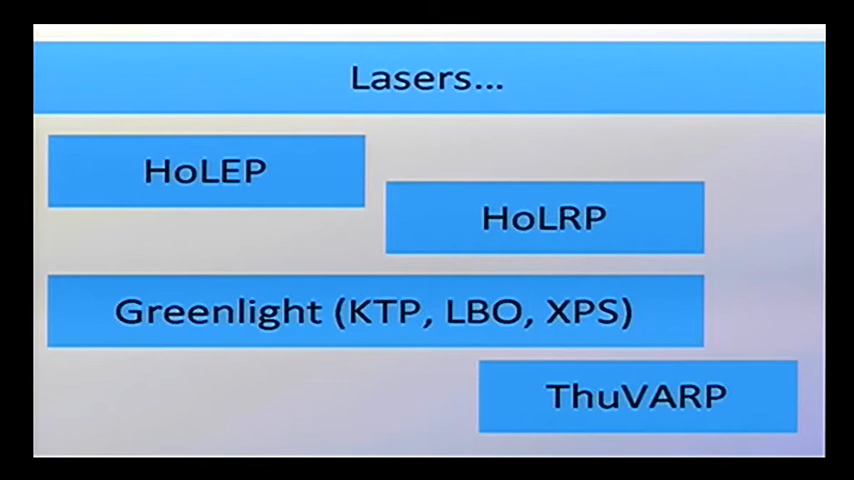 Lasers...
HoLEP
HoLRP
Greenlight (KTP, LBO, XPS)
ThuVARP